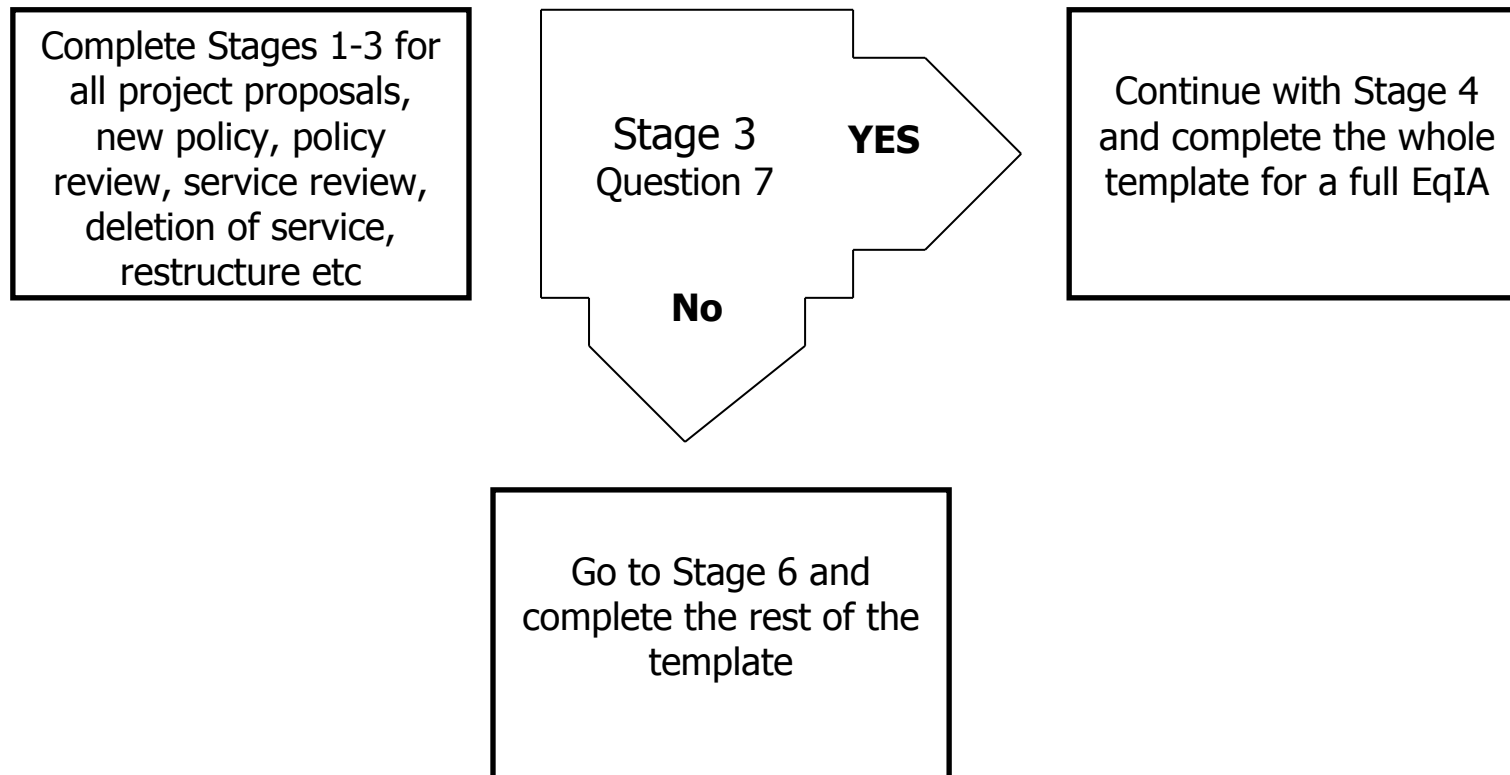 Complete Stages 1-3 for
all project proposals,
new policy, policy
review, service review,
deletion of service,
restructure etc
Stage 3
Question 7
YES
No
Continue with Stage 4
and complete the whole
template for a full EqIA
Go to Stage 6 and
complete the rest of the
template